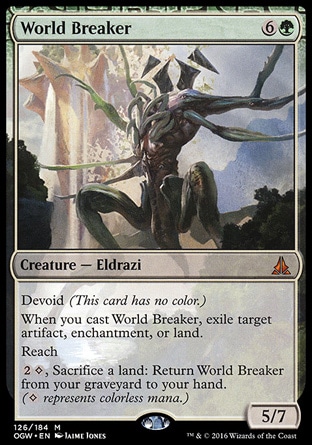 World Breaker 6
Creature — Eldrazi
Devoid (This card has no color.)
When you cast World Breaker, exile target
artifact, enchantment, or land.
Reach
2 ◇, Sacrifice a land: Return World Breaker
from your graveyard to your hand.
(◇ represents colorless mana.)
5/7
126/184 M
OGW • EN Jaime Jones
™ & © 2016 Wizards of the Coast